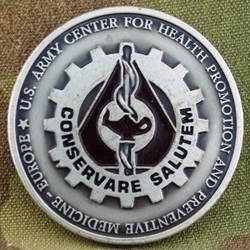 U.S. ARMY CENTER FOR HEALTH PROMOTION AND PREVENTIVE MEDICINE - EUROPE ★
CONSERVARE SALUTEM